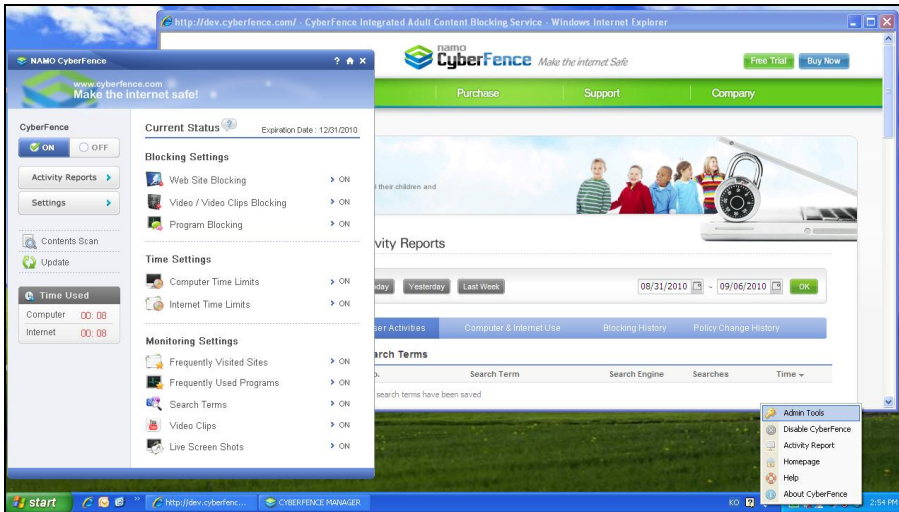 http://dev.cyberfence.com/ - CyberFence Integrated Adult Content Blocking Service - Windows Internet Explorer
namo
CyberFence Make the internet Safe
Free Trial
Buy Now
Purchase
Support
Company
their children and
vity Reports
day
Yesterday
Last Week
08/31/2010 ~ 09/06/2010 OK
ser Activities
Computer & Internet Use
Blocking History
Policy Change History
arch Terms
Search Term
Search Engine
Searches
Time
search terms have been saved
NAMO CyberFence
www.cyberfence.com
Make the internet safe!
CyberFence
ON
OFF
Activity Reports
Settings
Contents Scan
Update
Time Used
Computer 00: 08
Internet 00: 08
Current Status ? Expiration Date : 12/31/2010
Blocking Settings
Web Site Blocking > ON
Video / Video Clips Blocking > ON
Program Blocking > ON
Time Settings
Computer Time Limits > ON
Internet Time Limits > ON
Monitoring Settings
Frequently Visited Sites > ON
Frequently Used Programs > ON
Search Terms > ON
Video Clips > ON
Live Screen Shots > ON
Admin Tools
Disable CyberFence
Activity Report
Homepage
Help
About CyberFence
start
http://dev.cyberfenc...
CYBERFENCE MANAGER
KO
2:54 PM